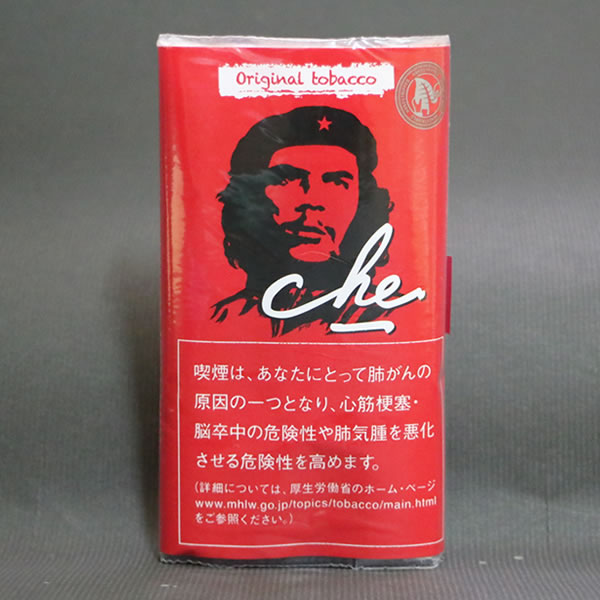 Original tobacco
che
喫煙は、あなたにとって肺がんの
原因の一つとなり、心筋梗塞・
脳卒中の危険性や肺気腫を悪化
させる危険性を高めます。
(詳細については、厚生労働省のホーム・ページ
www.mhlw.go.jp/topics/tobacco/main.html
をご参照ください。)